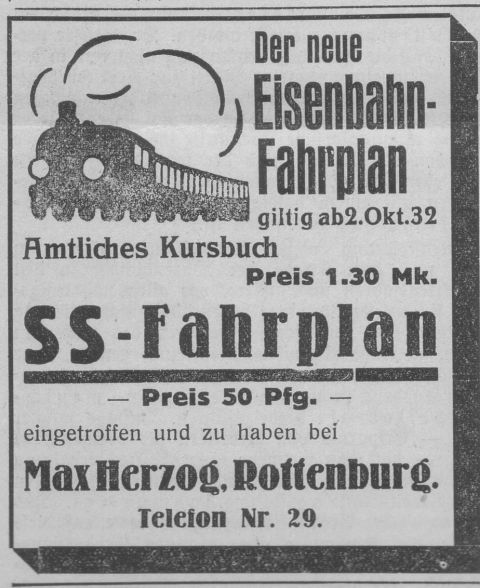 Der neue
Eisenbahn-
Fahrplan
giltig ab 2. Okt. 32
Amtliches Kursbuch
Preis 1.30 Mk.
SS-Fahrplan
— Preis 50 Pfg. —
eingetroffen und zu haben bei
Max Herzog, Rottenburg.
Telefon Nr. 29.